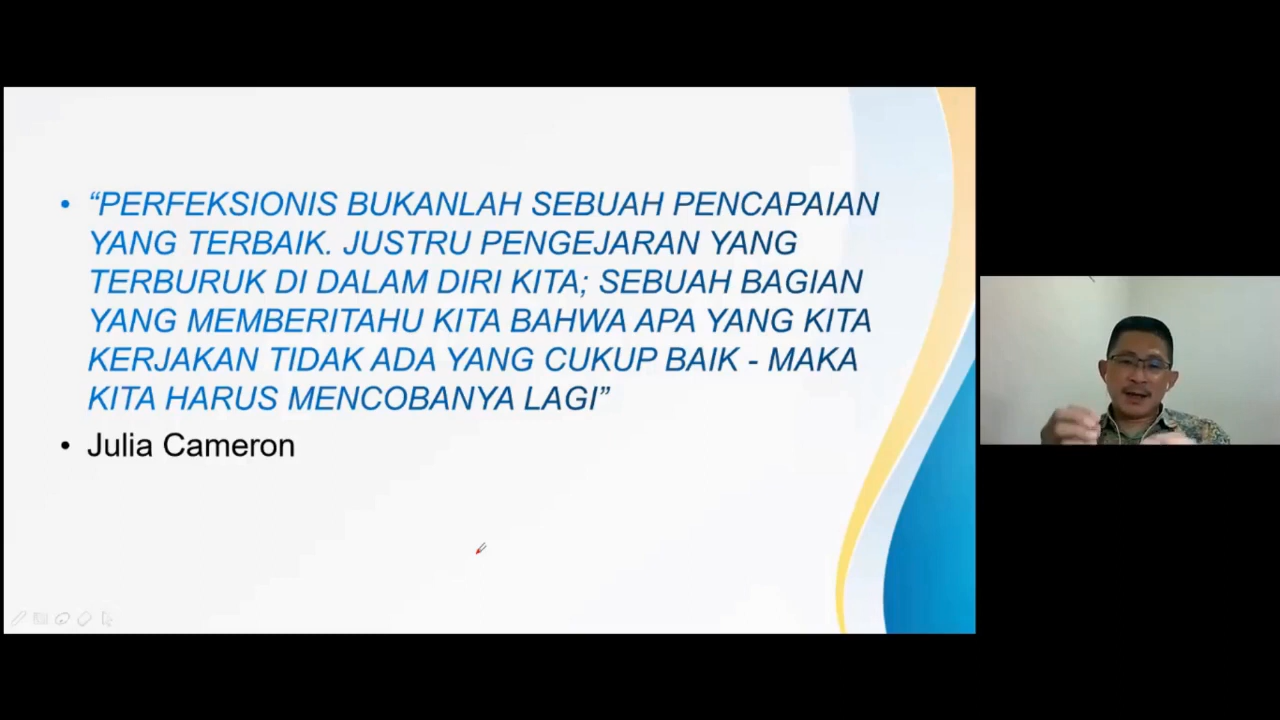 • “PERFEKSIONIS BUKANLAH SEBUAH PENCAPAIAN
YANG TERBAIK. JUSTRU PENGEJARAN YANG
TERBURUK DI DALAM DIRI KITA; SEBUAH BAGIAN
YANG MEMBERITAHU KITA BAHWA APA YANG KITA
KERJAKAN TIDAK ADA YANG CUKUP BAIK - MAKA
KITA HARUS MENCOBANYA LAGI”
• Julia Cameron